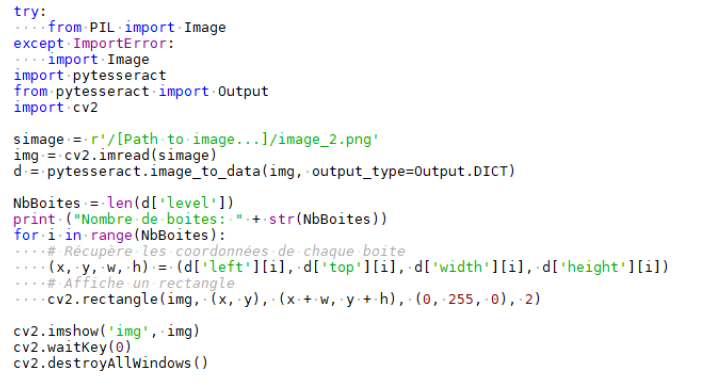 try:
    from PIL import Image
except ImportError:
    import Image
import pytesseract
from pytesseract import Output
import cv2

simage = r'/[Path to image...]/image_2.png'
img = cv2.imread(simage)
d = pytesseract.image_to_data(img, output_type=Output.DICT)

NbBoites = len(d['level'])
print ("Nombre de boites: " + str(NbBoites))
for i in range(NbBoites):
    # Récupère les coordonnées de chaque boite
    (x, y, w, h) = (d['left'][i], d['top'][i], d['width'][i], d['height'][i])
    # Affiche un rectangle
    cv2.rectangle(img, (x, y), (x + w, y + h), (0, 255, 0), 2)

cv2.imshow('img', img)
cv2.waitKey(0)
cv2.destroyAllWindows()